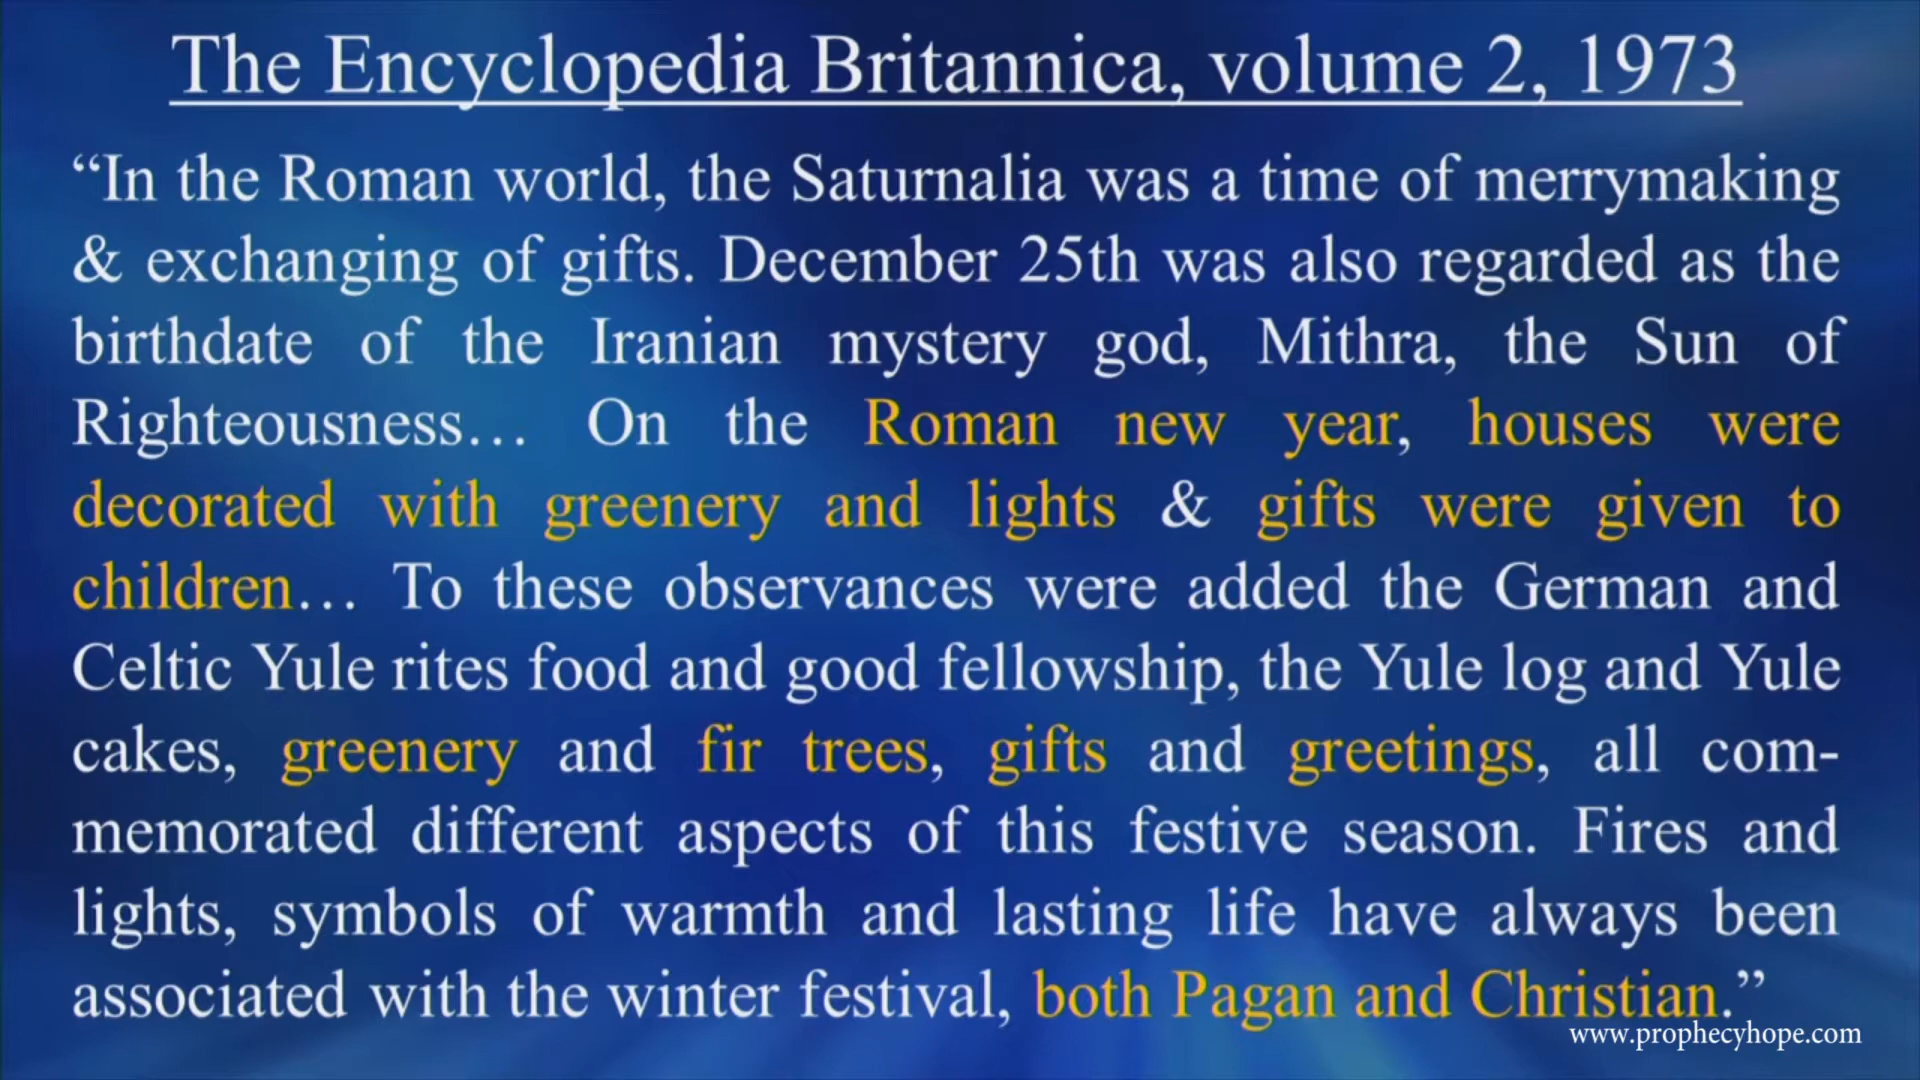 The Encyclopedia Britannica, volume 2, 1973
“In the Roman world, the Saturnalia was a time of merrymaking
& exchanging of gifts. December 25th was also regarded as the
birthdate of the Iranian mystery god, Mithra, the Sun of
Righteousness… On the Roman new year, houses were
decorated with greenery and lights & gifts were given to
children… To these observances were added the German and
Celtic Yule rites food and good fellowship, the Yule log and Yule
cakes, greenery and fir trees, gifts and greetings, all com-
memorated different aspects of this festive season. Fires and
lights, symbols of warmth and lasting life have always been
associated with the winter festival, both Pagan and Christian.”
www.prophecyhope.com